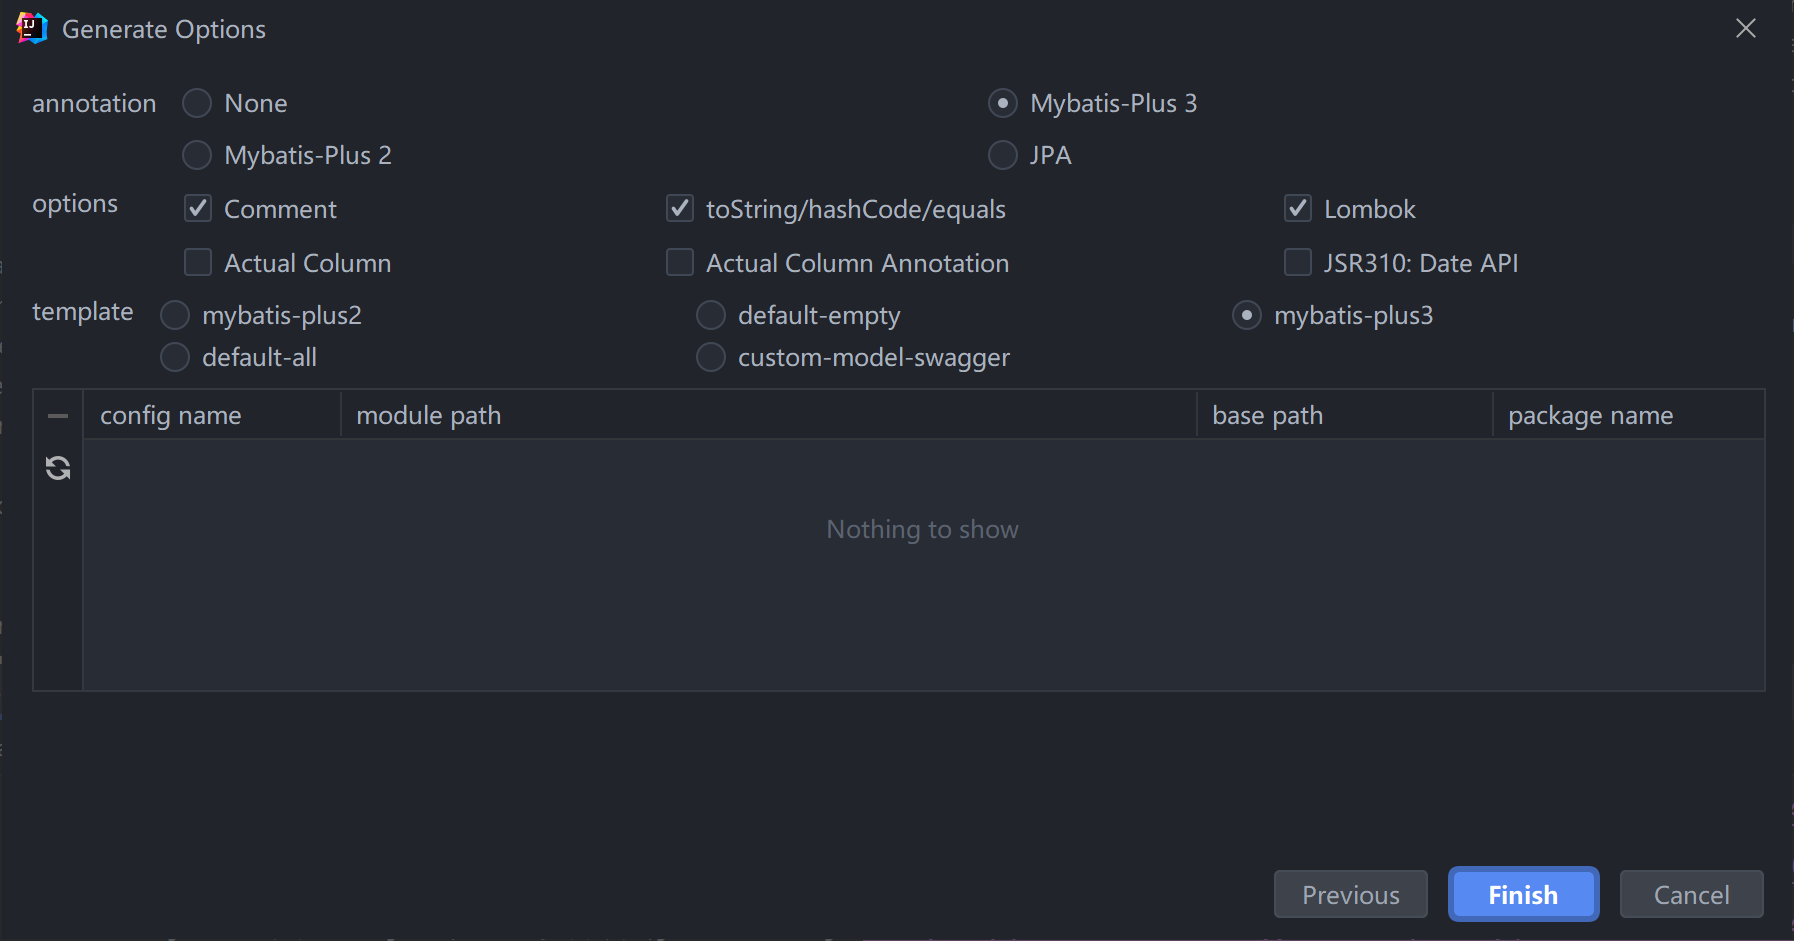 Generate Options
annotation None Mybatis-Plus 3
Mybatis-Plus 2 JPA
options Comment toString/hashCode/equals Lombok
Actual Column Actual Column Annotation JSR310: Date API
template mybatis-plus2 default-empty mybatis-plus3
default-all custom-model-swagger
config name module path base path package name
Nothing to show
Previous Finish Cancel